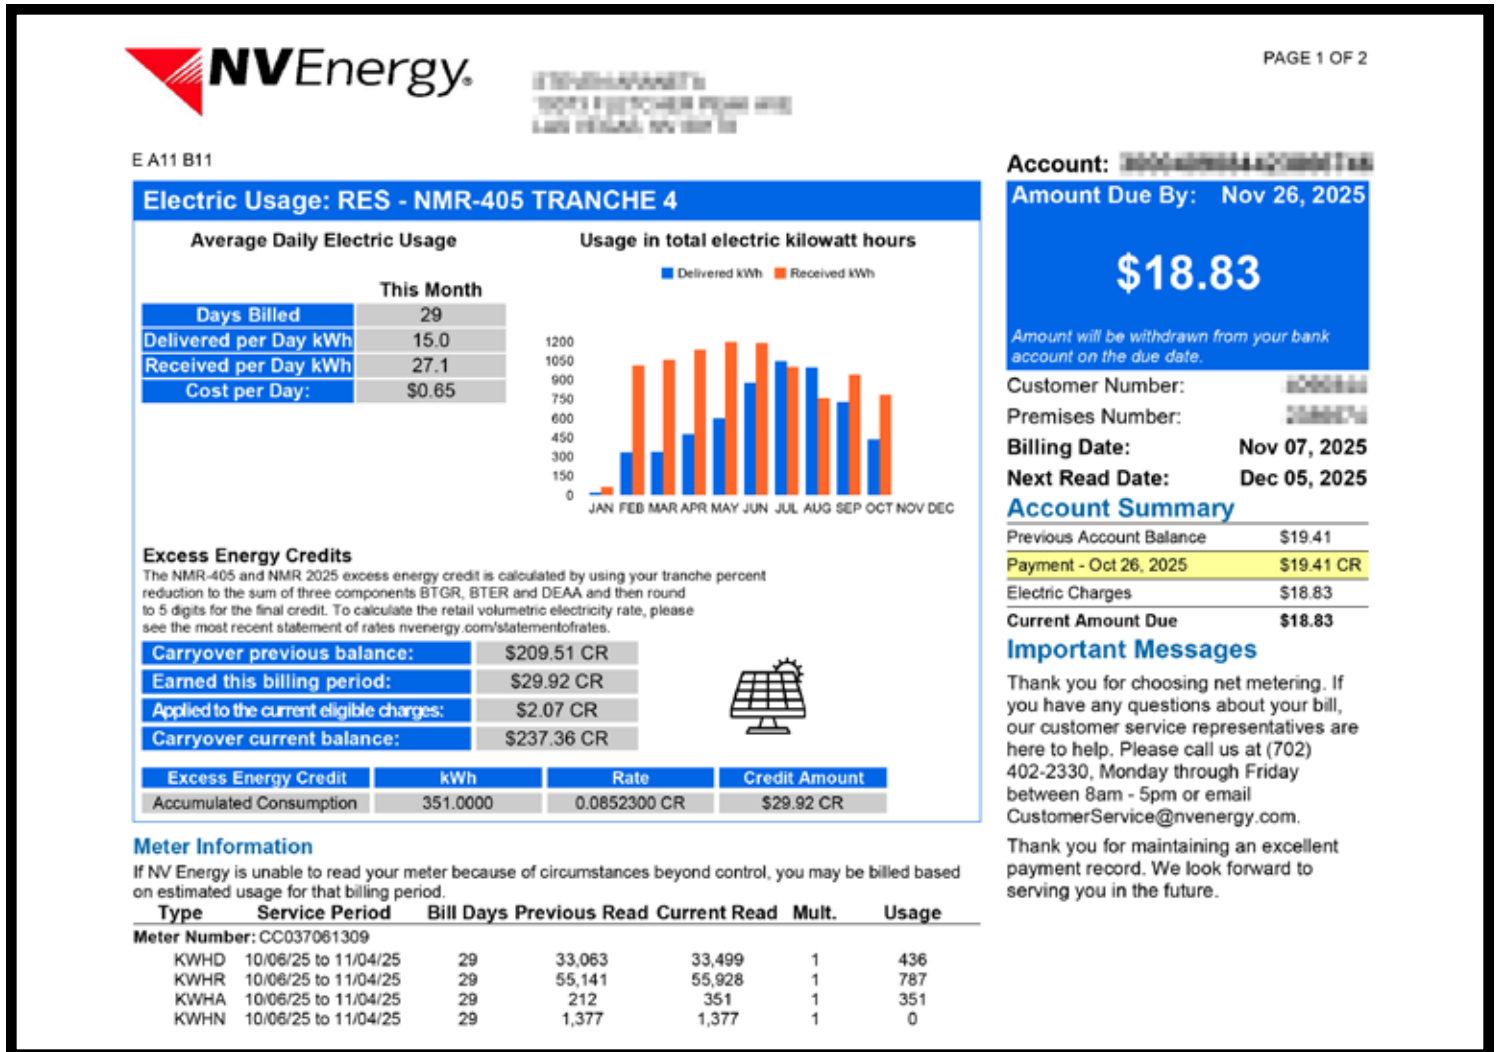 NVEnergy®
PAGE 1 OF 2
E A11 B11
Electric Usage: RES - NMR-405 TRANCHE 4
Average Daily Electric Usage
This Month
Days Billed 29
Delivered per Day kWh 15.0
Received per Day kWh 27.1
Cost per Day: $0.65
Usage in total electric kilowatt hours
Delivered kWh Received kWh
1200
1050
900
750
600
450
300
150
0
JAN FEB MAR APR MAY JUN JUL AUG SEP OCT NOV DEC
Excess Energy Credits
The NMR-405 and NMR 2025 excess energy credit is calculated by using your tranche percent
reduction to the sum of three components BTGR, BTER and DEAA and then round
to 5 digits for the final credit. To calculate the retail volumetric electricity rate, please
see the most recent statement of rates nvenergy.com/statementofrates.
Carryover previous balance: $209.51 CR
Earned this billing period: $29.92 CR
Applied to the current eligible charges: $2.07 CR
Carryover current balance: $237.36 CR
Excess Energy Credit kWh Rate Credit Amount
Accumulated Consumption 351.0000 0.0852300 CR $29.92 CR
Meter Information
If NV Energy is unable to read your meter because of circumstances beyond control, you may be billed based
on estimated usage for that billing period.
Type Service Period Bill Days Previous Read Current Read Mult. Usage
Meter Number: CC037061309
KWHD 10/06/25 to 11/04/25 29 33,063 33,499 1 436
KWHR 10/06/25 to 11/04/25 29 55,141 55,928 1 787
KWHA 10/06/25 to 11/04/25 29 212 351 1 351
KWHN 10/06/25 to 11/04/25 29 1,377 1,377 1 0
Account:
Amount Due By: Nov 26, 2025
$18.83
Amount will be withdrawn from your bank
account on the due date.
Customer Number:
Premises Number:
Billing Date: Nov 07, 2025
Next Read Date: Dec 05, 2025
Account Summary
Previous Account Balance $19.41
Payment - Oct 26, 2025 $19.41 CR
Electric Charges $18.83
Current Amount Due $18.83
Important Messages
Thank you for choosing net metering. If
you have any questions about your bill,
our customer service representatives are
here to help. Please call us at (702)
402-2330, Monday through Friday
between 8am - 5pm or email
CustomerService@nvenergy.com.
Thank you for maintaining an excellent
payment record. We look forward to
serving you in the future.